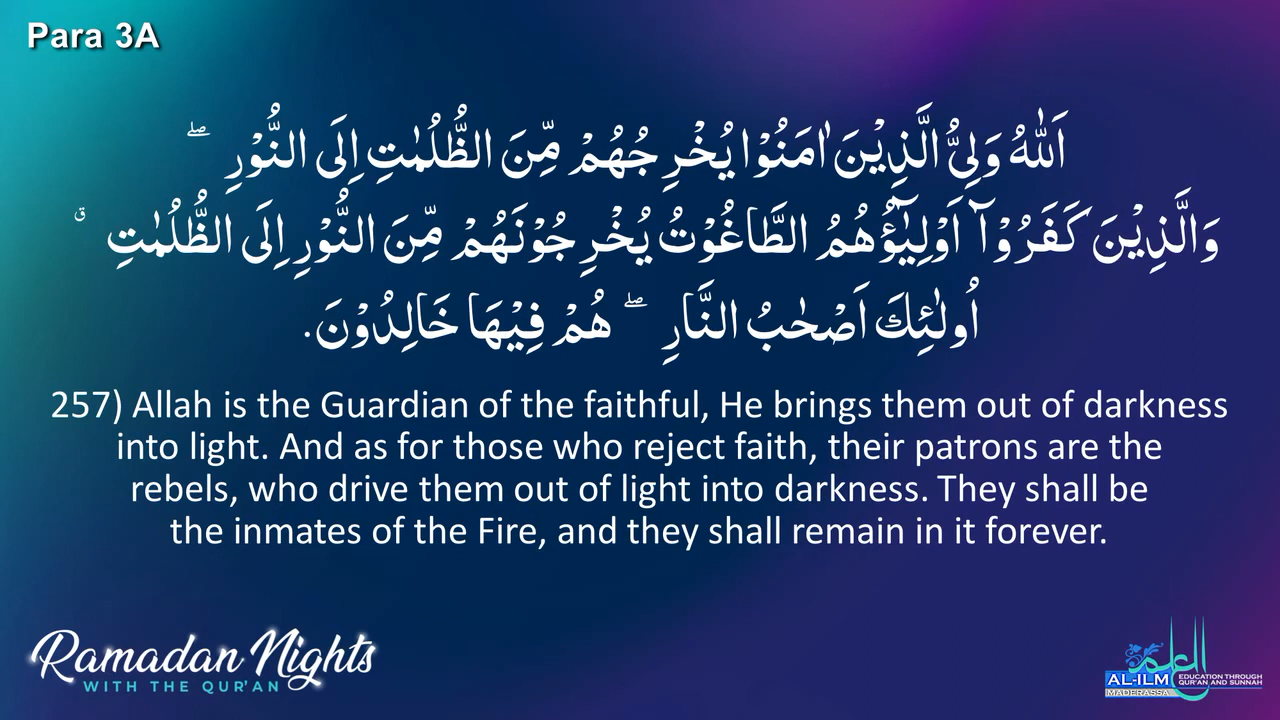 Para 3A
اَللّٰهُ وَلِيُّ الَّذِيْنَ اٰمَنُوْا يُخْرِجُهُمْ مِّنَ الظُّلُمٰتِ اِلَى النُّوْرِ ۖ
وَالَّذِيْنَ كَفَرُوْآ اَوْلِيٰٓؤُهُمُ الطَّاغُوْتُ يُخْرِجُوْنَهُمْ مِّنَ النُّوْرِ اِلَى الظُّلُمٰتِ ۗ
اُولٰٓئِكَ اَصْحٰبُ النَّارِ ۖ هُمْ فِيْهَا خَالِدُوْنَ.
257) Allah is the Guardian of the faithful, He brings them out of darkness
into light. And as for those who reject faith, their patrons are the
rebels, who drive them out of light into darkness. They shall be
the inmates of the Fire, and they shall remain in it forever.
Ramadan Nights
WITH THE QUR'AN
العلم
AL-ILM
MADERASSA
EDUCATION THROUGH
QUR'AN AND SUNNAH